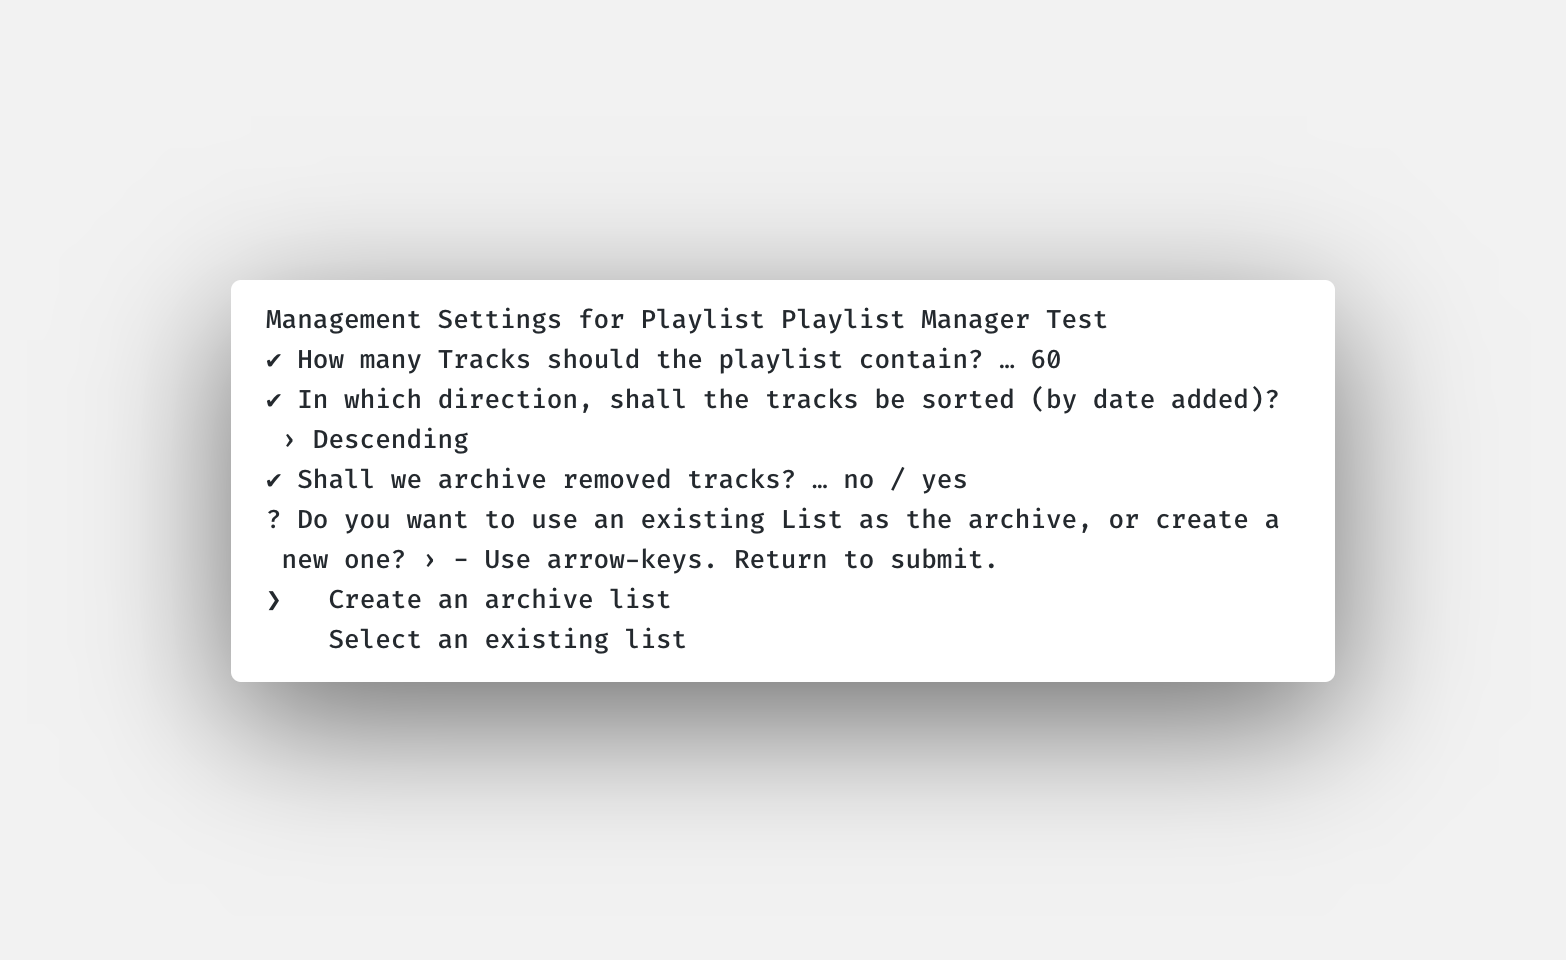 Management Settings for Playlist Playlist Manager Test
✔ How many Tracks should the playlist contain? … 60
✔ In which direction, shall the tracks be sorted (by date added)?
› Descending
✔ Shall we archive removed tracks? … no / yes
? Do you want to use an existing List as the archive, or create a
new one? › - Use arrow-keys. Return to submit.
❯   Create an archive list
Select an existing list